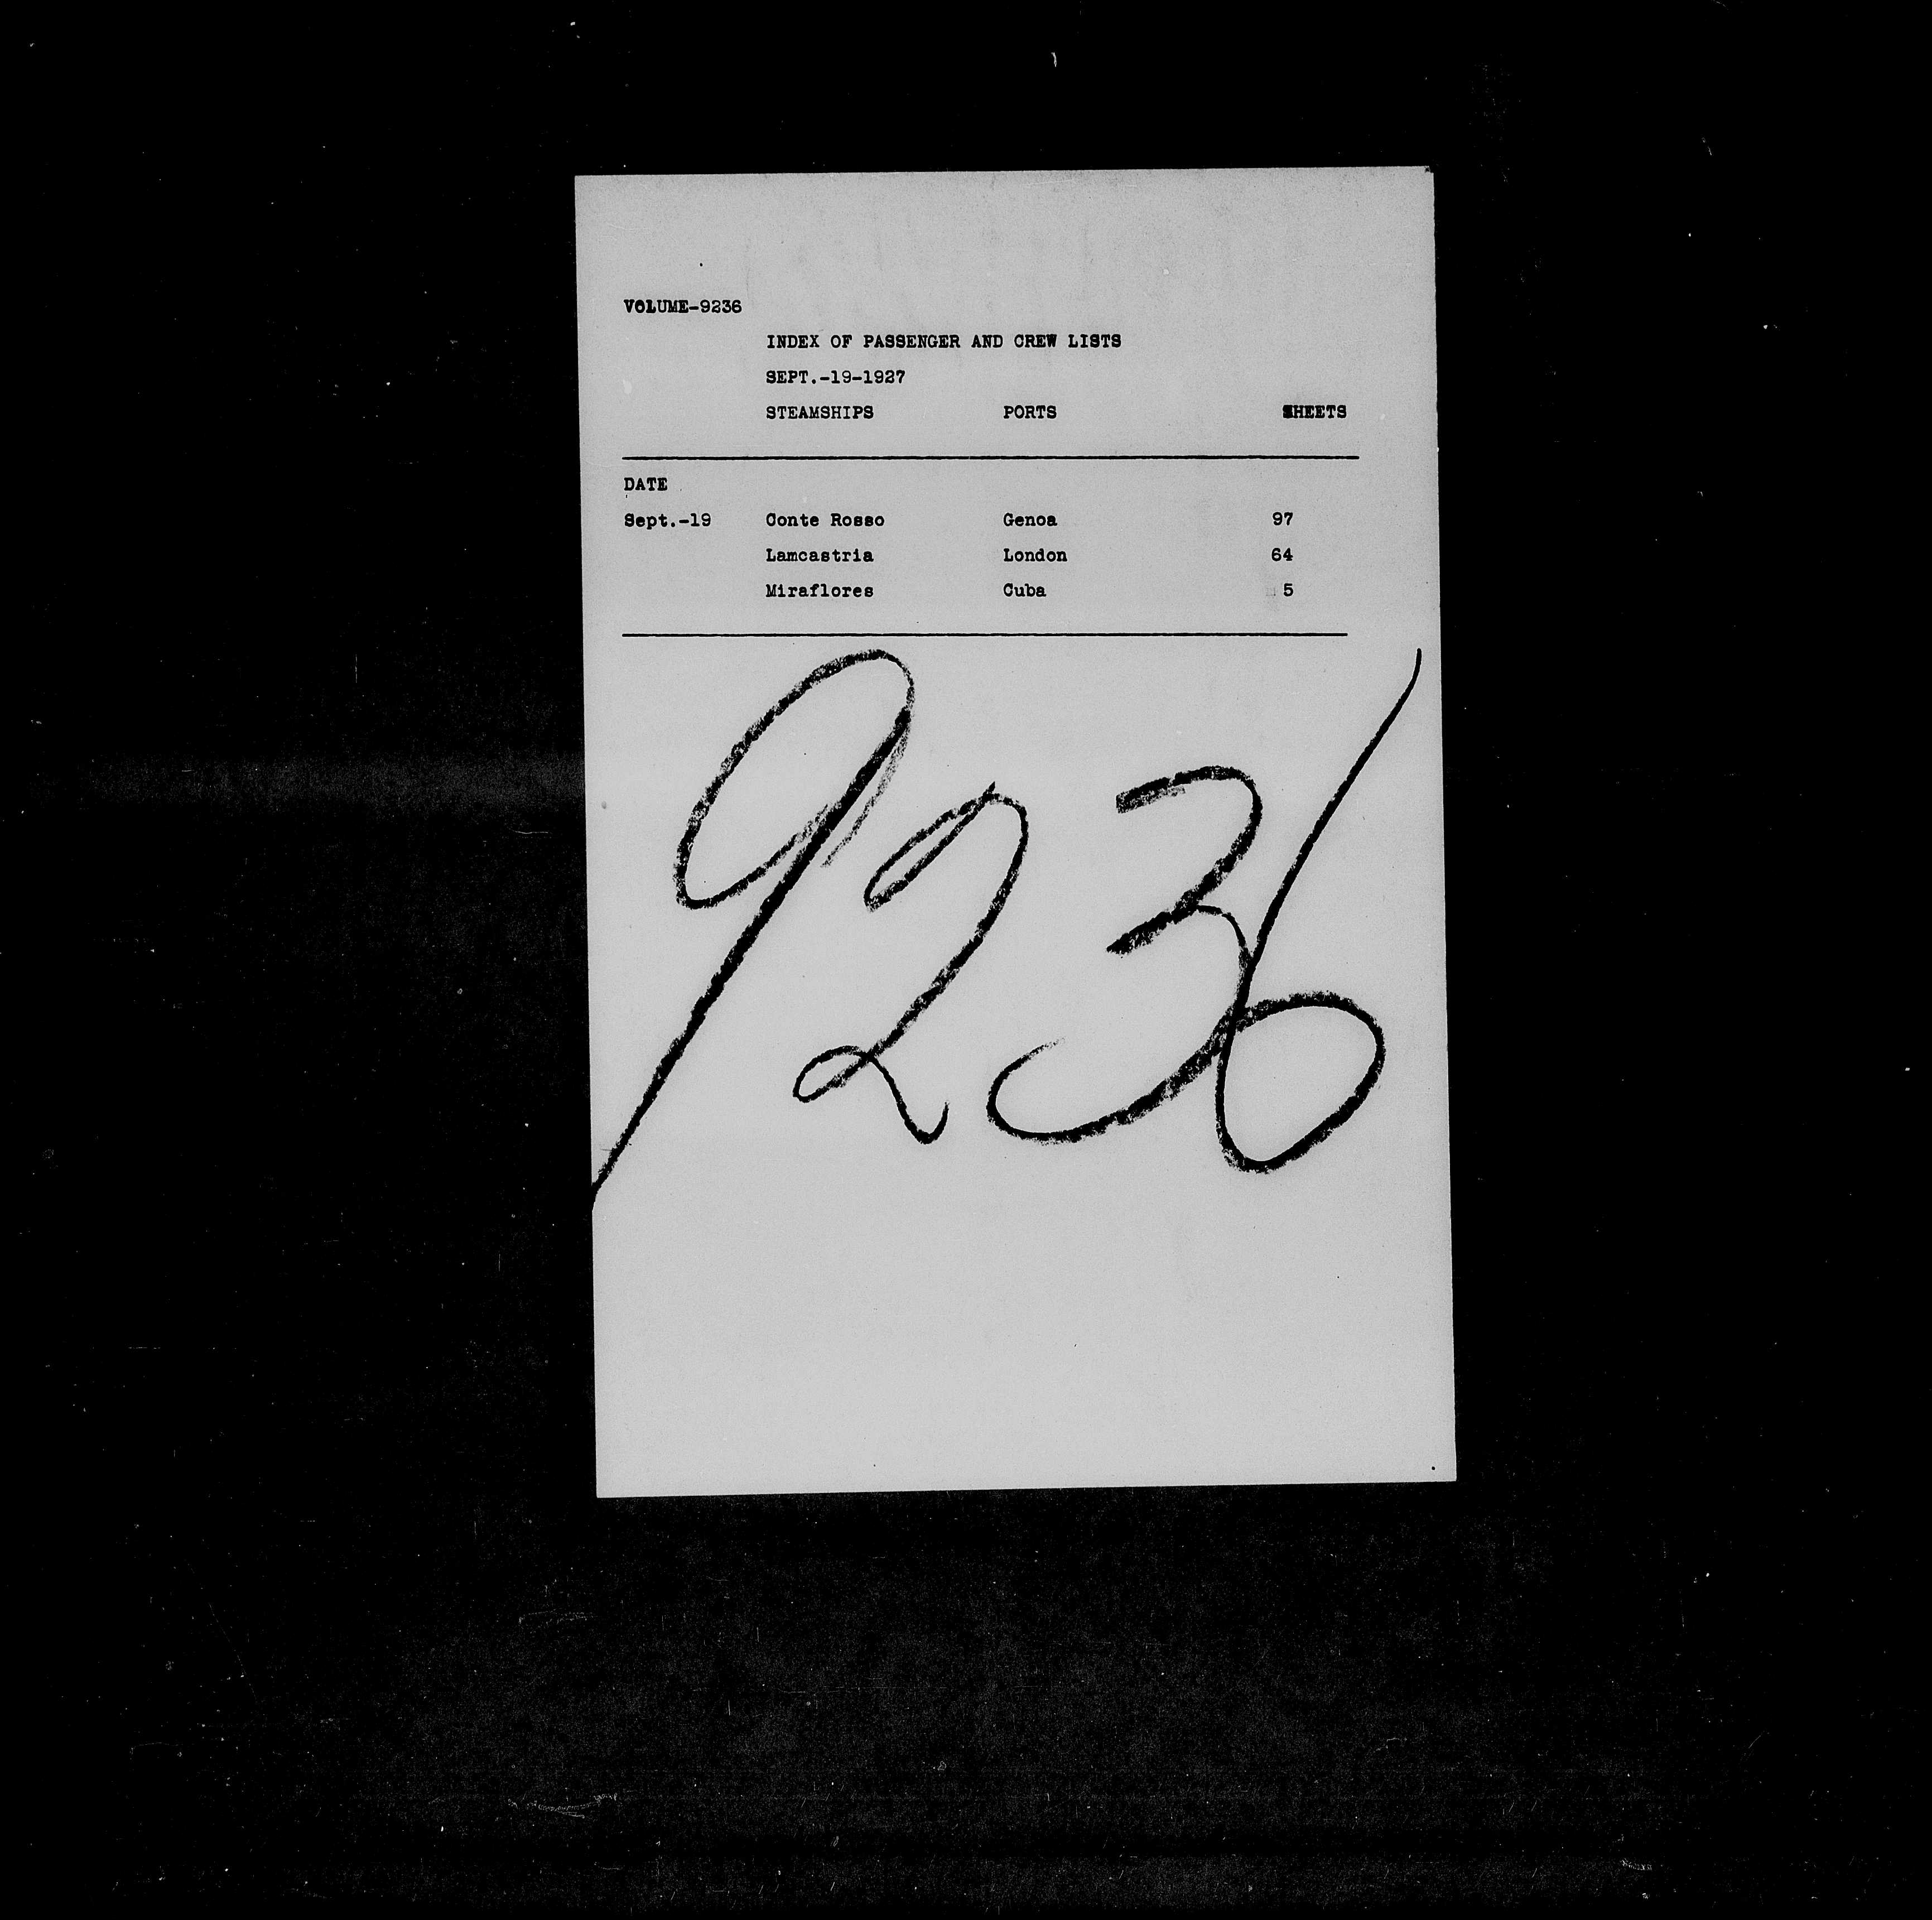 VOLUME-9236
INDEX OF PASSENGER AND CREW LISTS
SEPT.-19-1927
STEAMSHIPS PORTS SHEETS
DATE
Sept.-19 Conte Rosso Genoa 97
Lamcastria London 64
Miraflores Cuba 5
9236